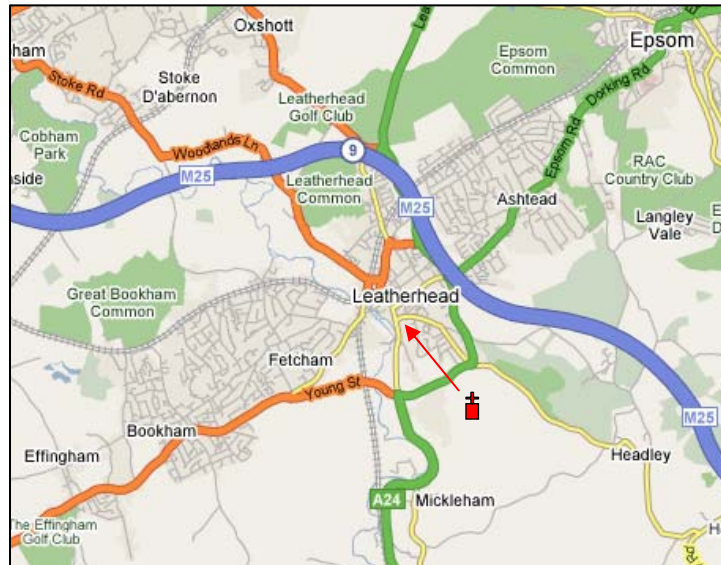 Oxshott
Epsom
Epsom
Common
Dorking Rd
Stoke Rd
Stoke
D'abernon
Leatherhead
Golf Club
Cobham
Park
Woodlands Ln
9
Epsom Rd
RAC
Country Club
M25
Leatherhead
Common
M25
Ashtead
Langley
Vale
Great Bookham
Common
Leatherhead
Fetcham
Young St
Bookham
M25
Effingham
Headley
A24
Mickleham
The Effingham
Golf Club